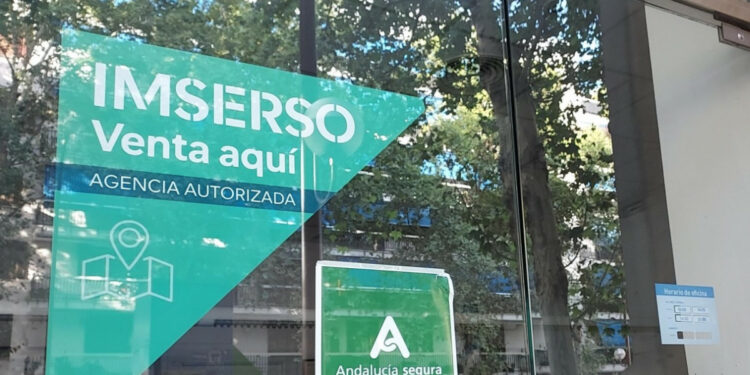 IMSERSO
Venta aquí
AGENCIA AUTORIZADA
Andalucía segura
Horario de oficina